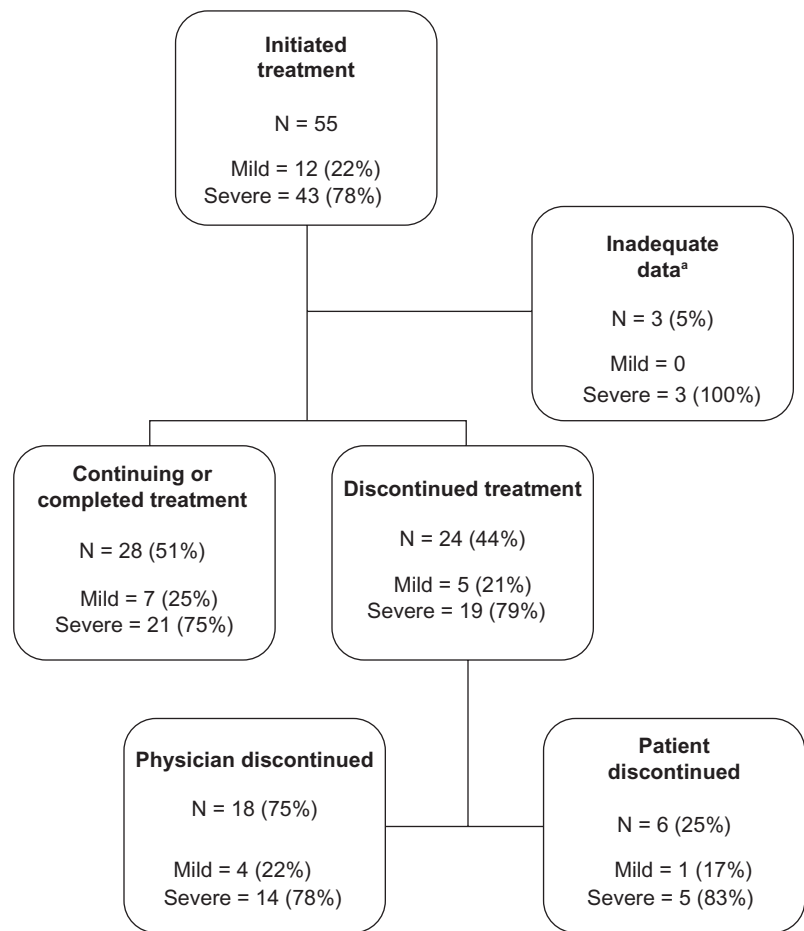 Initiated
treatment
N = 55
Mild = 12 (22%)
Severe = 43 (78%)
Inadequate
dataᵃ
N = 3 (5%)
Mild = 0
Severe = 3 (100%)
Continuing or
completed treatment
N = 28 (51%)
Mild = 7 (25%)
Severe = 21 (75%)
Discontinued treatment
N = 24 (44%)
Mild = 5 (21%)
Severe = 19 (79%)
Physician discontinued
N = 18 (75%)
Mild = 4 (22%)
Severe = 14 (78%)
Patient
discontinued
N = 6 (25%)
Mild = 1 (17%)
Severe = 5 (83%)